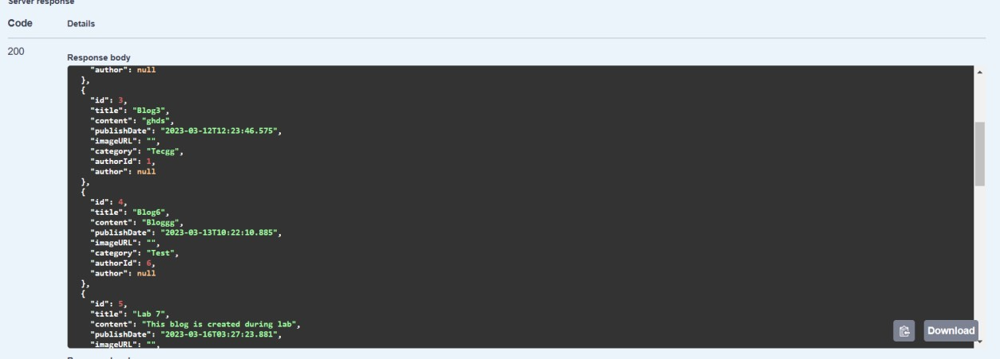 Server response
Code Details
200
Response body
"author": null
},
{
"id": 3,
"title": "Blog3",
"content": "ghds",
"publishDate": "2023-03-12T12:23:46.575",
"imageURL": "",
"category": "Tecgg",
"authorId": 1,
"author": null
},
{
"id": 4,
"title": "Blog6",
"content": "Bloggg",
"publishDate": "2023-03-13T10:22:10.885",
"imageURL": "",
"category": "Test",
"authorId": 6,
"author": null
},
{
"id": 5,
"title": "Lab 7",
"content": "This blog is created during lab",
"publishDate": "2023-03-16T03:27:23.881",
"imageURL": "",
Download